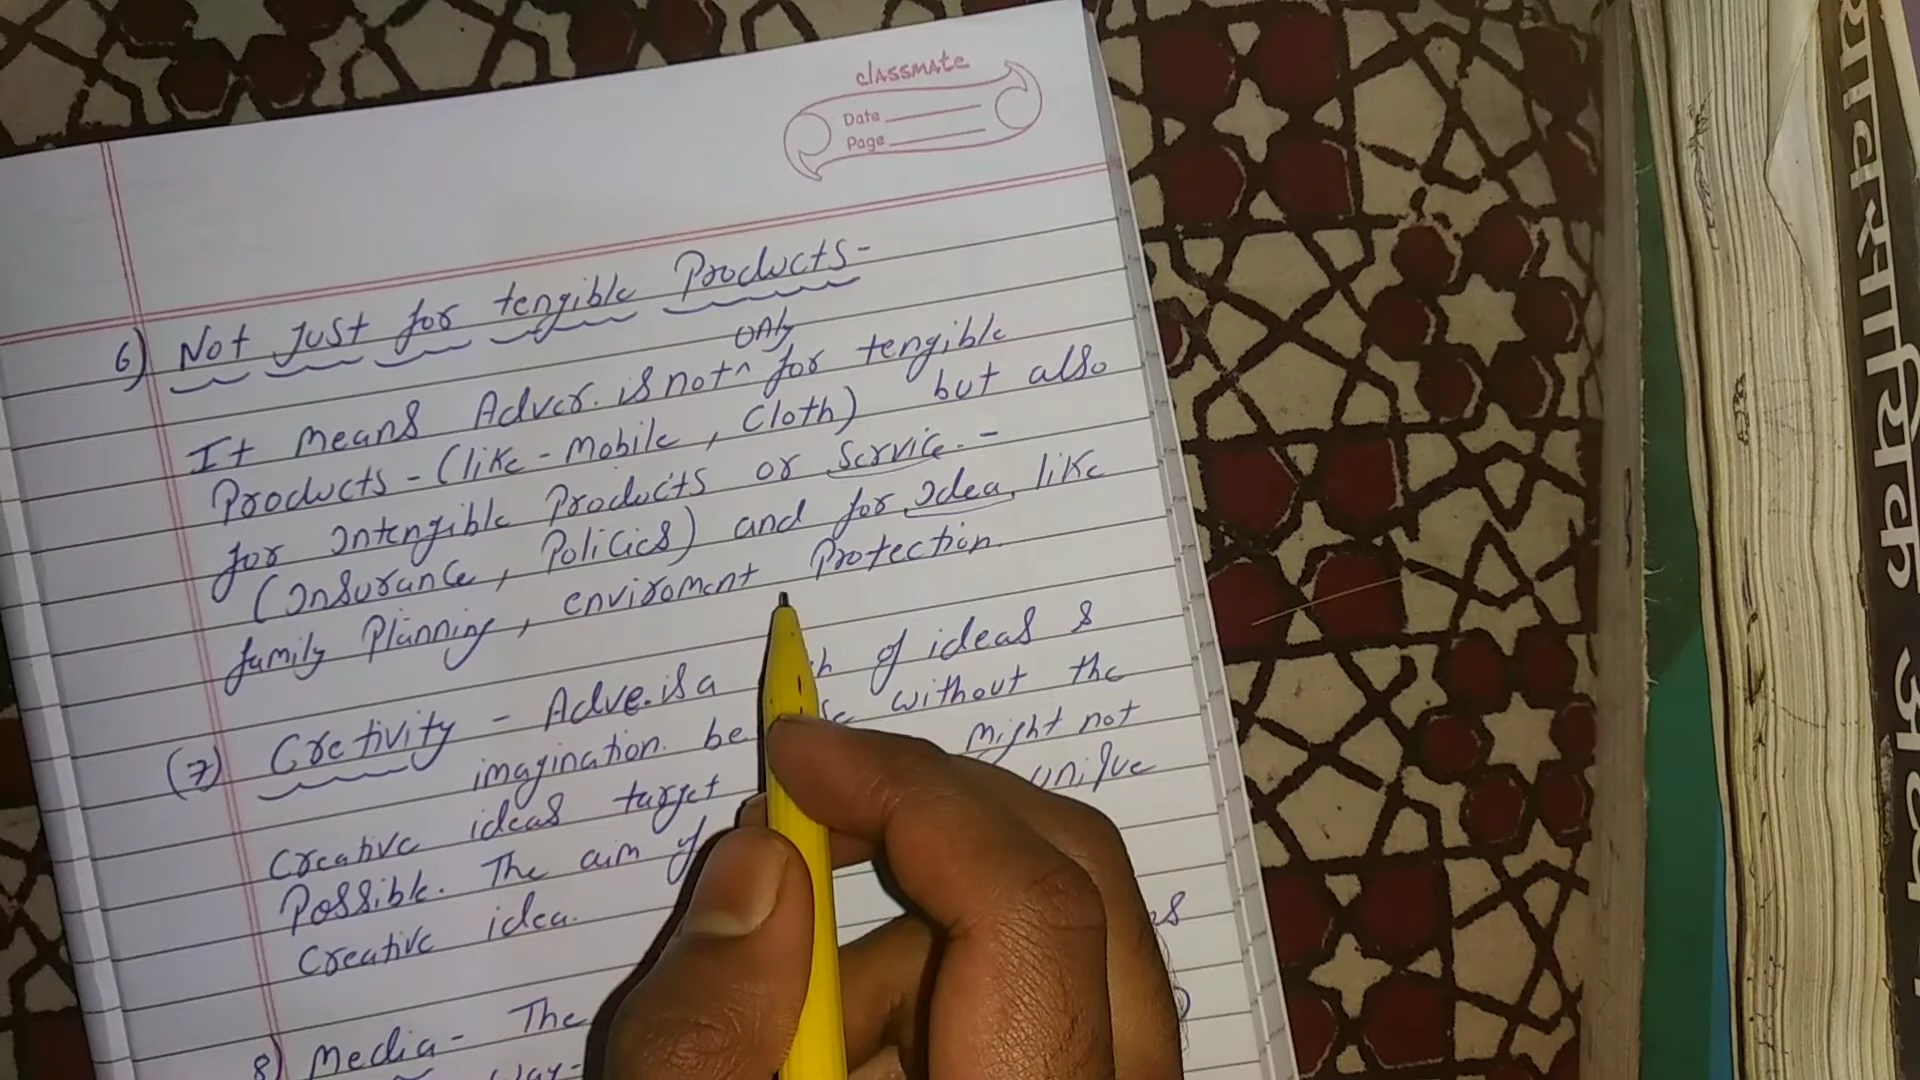 classmate
Date
Page
6) Not Just for tengible Products-
It means Adver. is not ^ only for tengible
Products - (like - Mobile, Cloth) but also
for Intengible Products or Service. -
(Insurance, Policies) and for Idea, like
family Planning, enviroment Protection.
(7) Cretivity - Adve. is a of ideas &
imagination. be without the
Creative ideas target might not
Possible. The aim of unique
Creative idea.
8) Media - The
Way-
व्यावसायिक